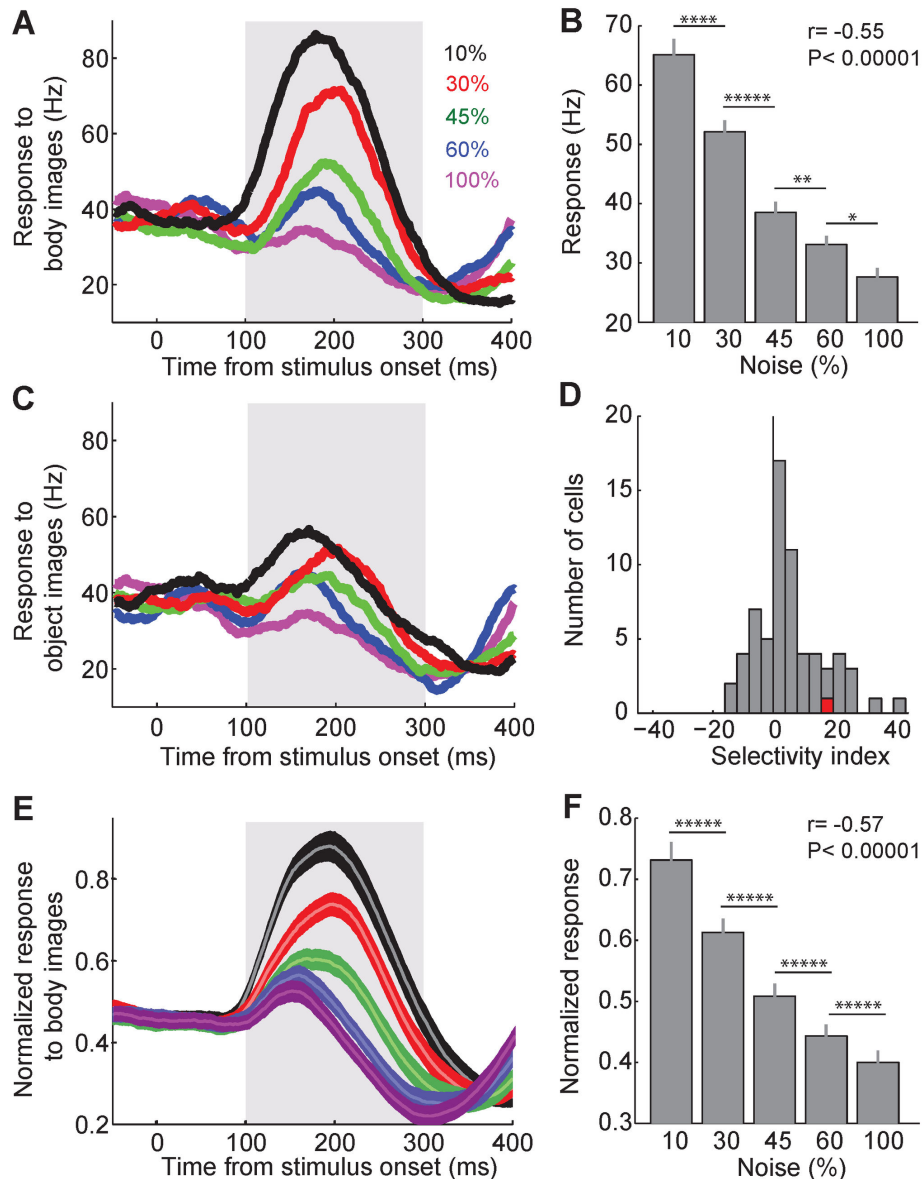 A
Response to
body images (Hz)
80
60
40
20
10%
30%
45%
60%
100%
0
100
200
300
400
Time from stimulus onset (ms)
B
Response (Hz)
70
60
50
40
30
20
****
*****
**
*
r= -0.55
P< 0.00001
10
30
45
60
100
Noise (%)
C
Response to
object images (Hz)
80
60
40
20
0
100
200
300
400
Time from stimulus onset (ms)
D
Number of cells
20
15
10
5
0
−40
−20
0
20
40
Selectivity index
E
Normalized response
to body images
0.8
0.6
0.4
0.2
0
100
200
300
400
Time from stimulus onset (ms)
F
Normalized response
0.8
0.7
0.6
0.5
0.4
0.3
*****
*****
*****
*****
r= -0.57
P< 0.00001
10
30
45
60
100
Noise (%)